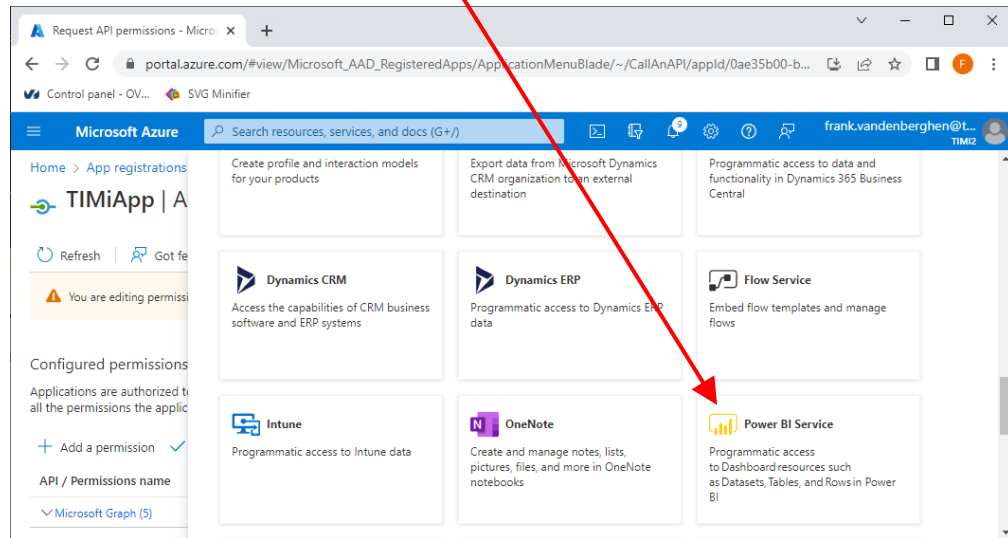 Request API permissions - Micro:
portal.azure.com/#view/Microsoft_AAD_RegisteredApps/ApplicationMenuBlade/~/CallAnAPI/appId/0ae35b00-b...
F
Control panel - OV...
SVG Minifier
Microsoft Azure
Search resources, services, and docs (G+/)
9
frank.vandenberghen@t...
TIMI2
Home > App registrations
TIMiApp | A
Refresh
Got fe
You are editing permissi
Configured permissions
Applications are authorized to
all the permissions the applic
Add a permission
API / Permissions name
Microsoft Graph (5)
Create profile and interaction models
for your products
Export data from Microsoft Dynamics
CRM organization to an external
destination
Programmatic access to data and
functionality in Dynamics 365 Business
Central
Dynamics CRM
Access the capabilities of CRM business
software and ERP systems
Dynamics ERP
Programmatic access to Dynamics ERP
data
Flow Service
Embed flow templates and manage
flows
Intune
Programmatic access to Intune data
N
OneNote
Create and manage notes, lists,
pictures, files, and more in OneNote
notebooks
Power BI Service
Programmatic access
to Dashboard resources such
as Datasets, Tables, and Rows in Power
BI